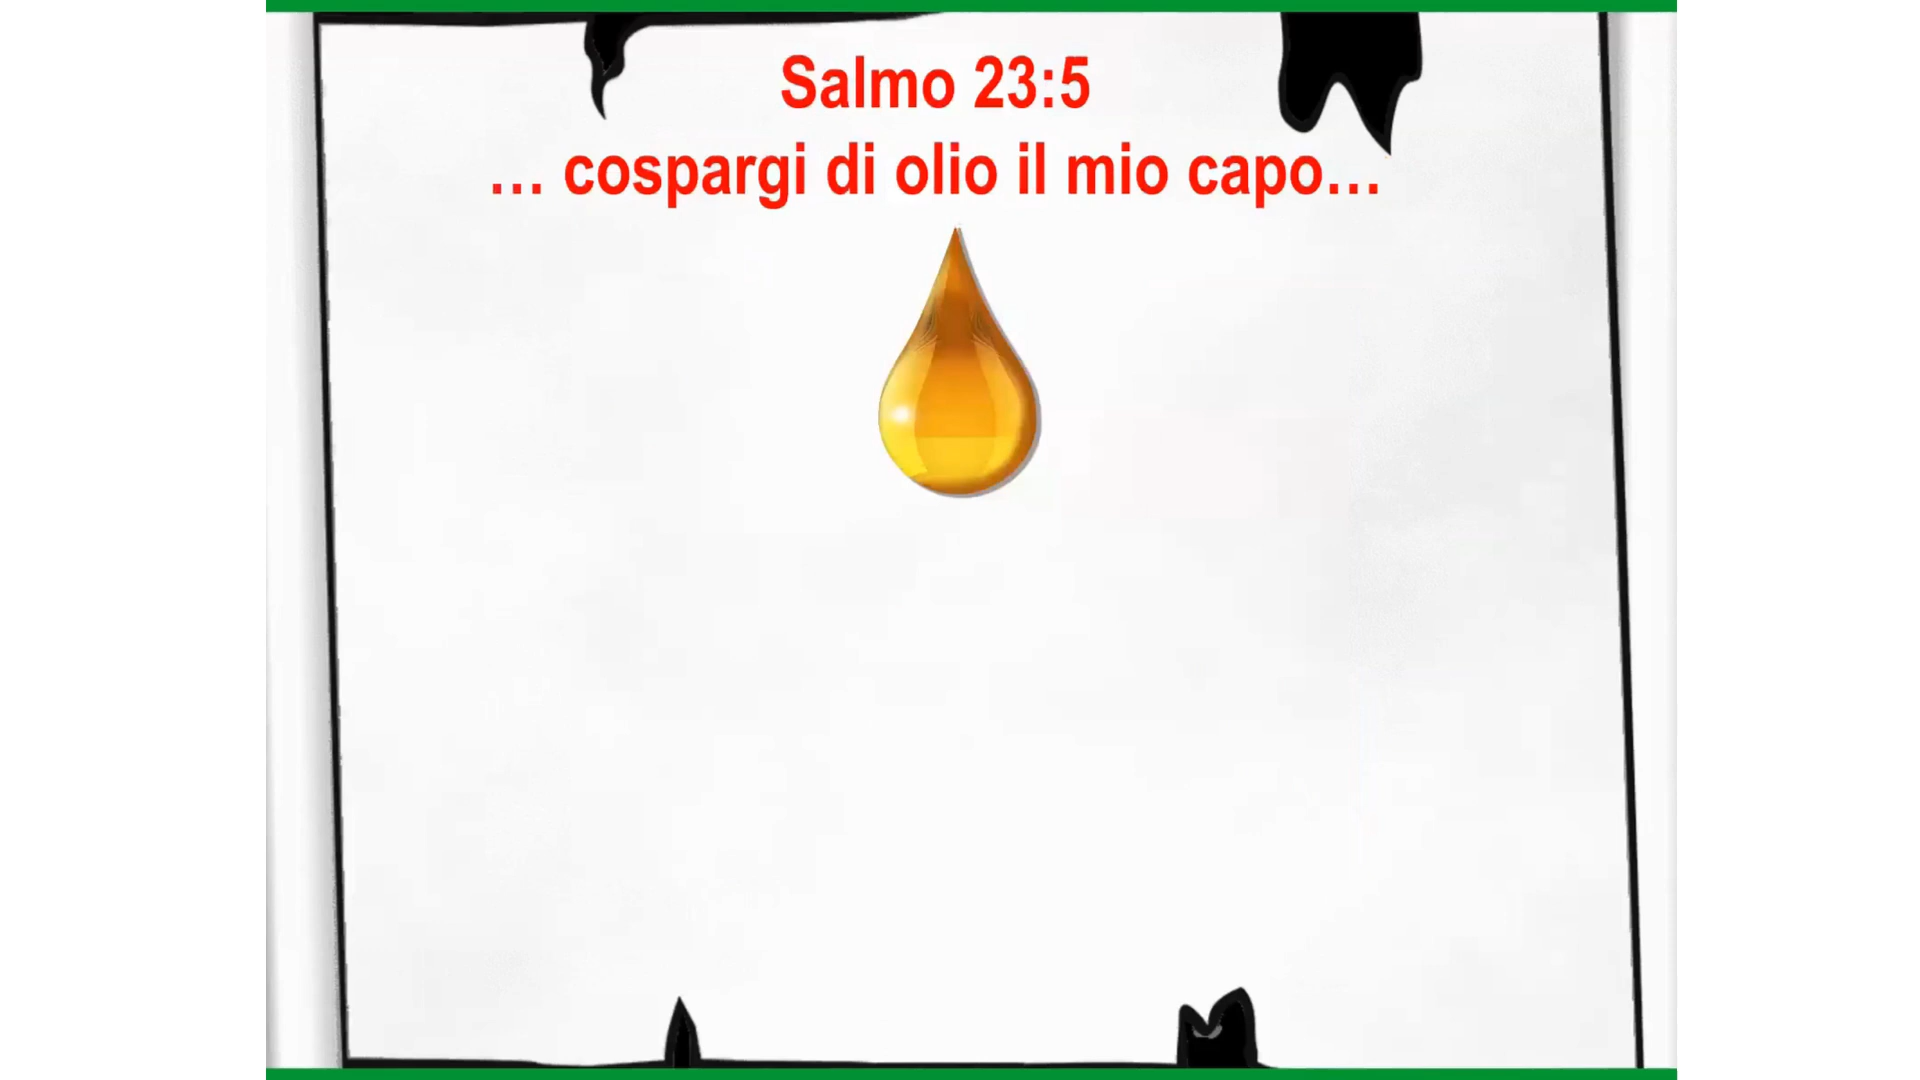 Salmo 23:5
… cospargi di olio il mio capo…